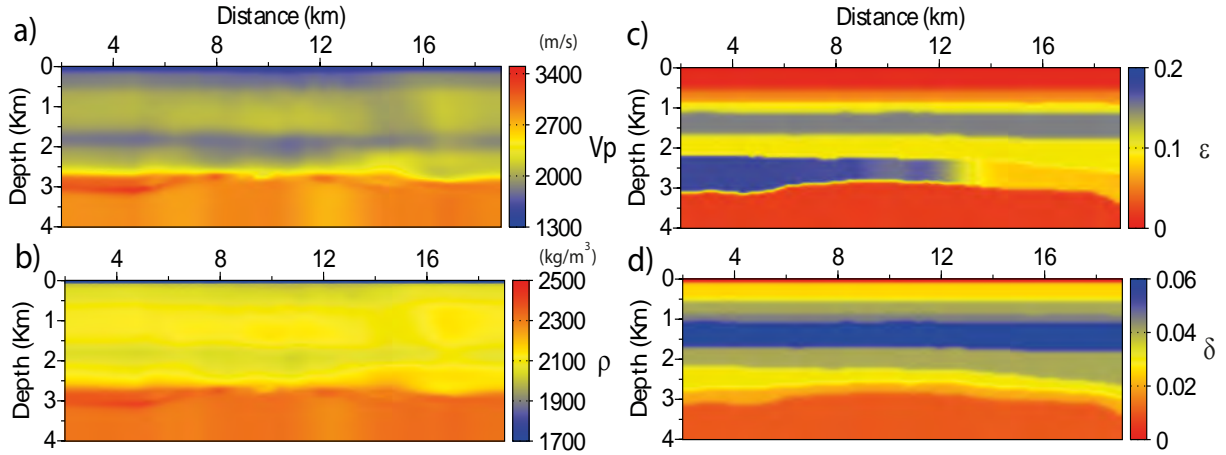 Distance (km)
4 8 12 16
a)
(m/s)
0
1
2
3
4
Depth (Km)
3400
2700
2000
1300
Vp
b)
4 8 12 16
(kg/m³)
0
1
2
3
4
Depth (Km)
2500
2300
2100
1900
1700
ρ
Distance (km)
4 8 12 16
c)
0
1
2
3
4
Depth (Km)
0.2
0.1
0
ε
d)
4 8 12 16
0
1
2
3
4
Depth (Km)
0.06
0.04
0.02
0
δ